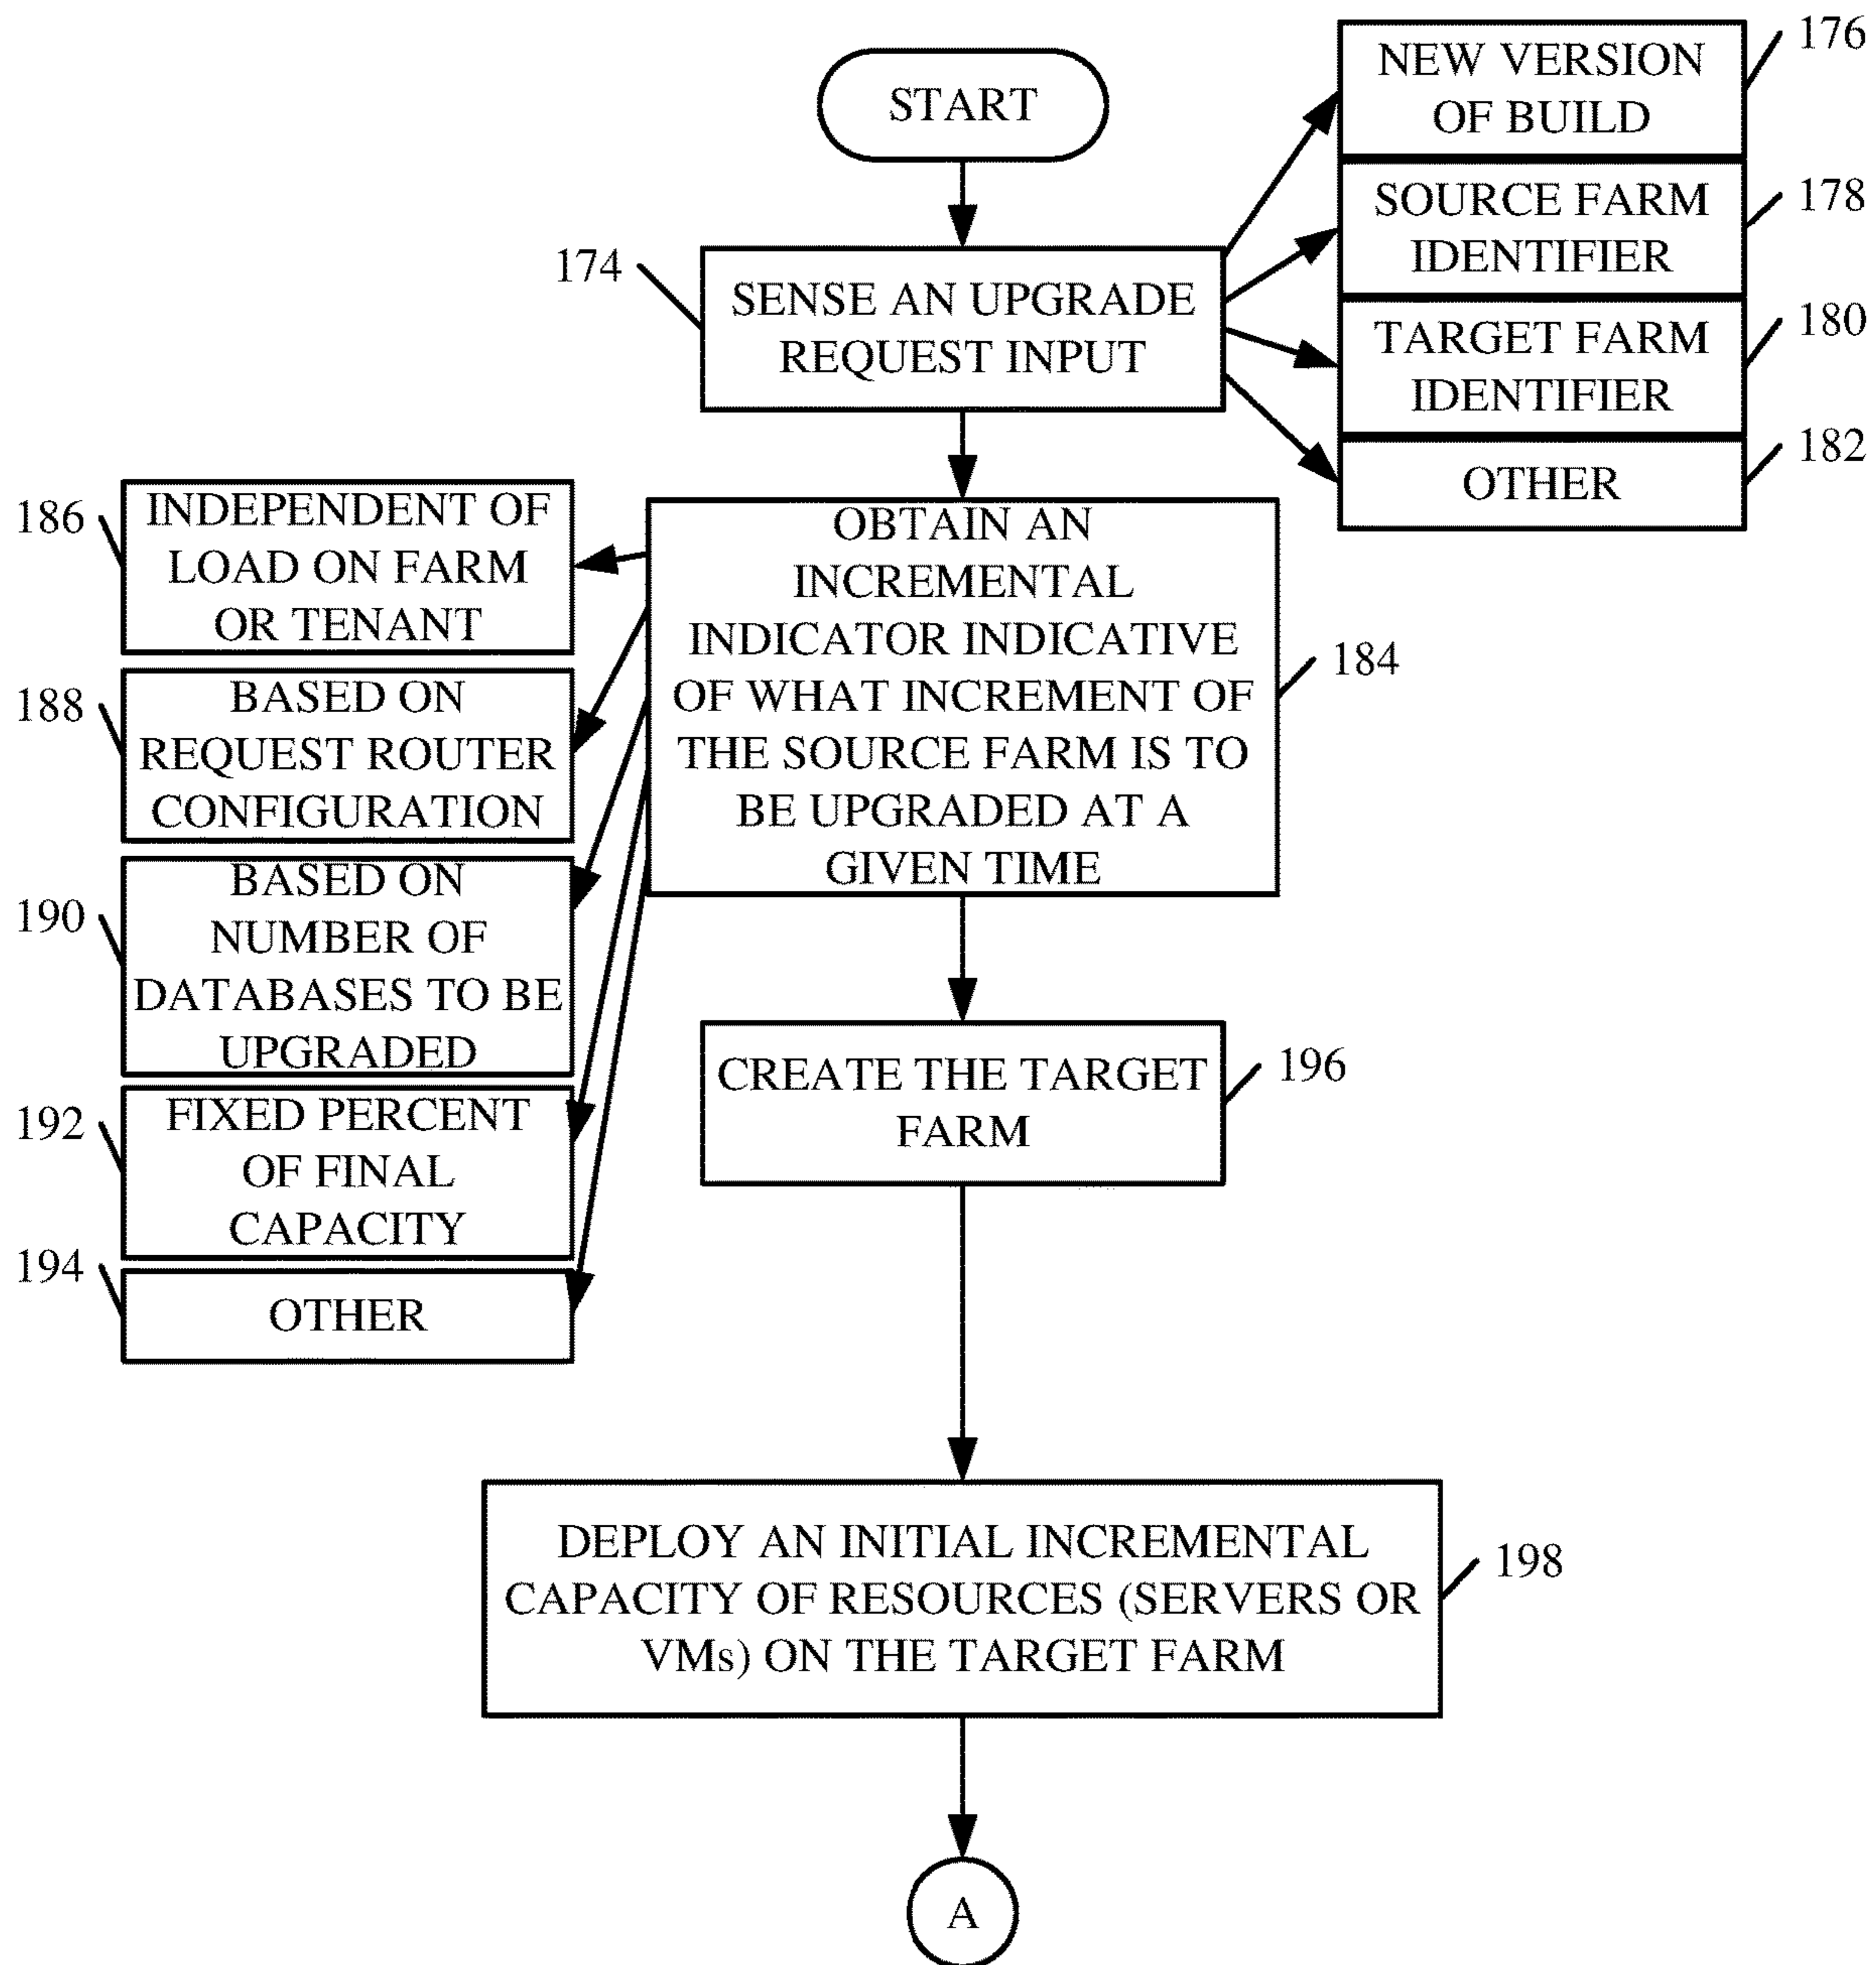 START
174
SENSE AN UPGRADE
REQUEST INPUT
NEW VERSION
OF BUILD
176
SOURCE FARM
IDENTIFIER
178
TARGET FARM
IDENTIFIER
180
OTHER
182
OBTAIN AN
INCREMENTAL
INDICATOR INDICATIVE
OF WHAT INCREMENT OF
THE SOURCE FARM IS TO
BE UPGRADED AT A
GIVEN TIME
184
186
INDEPENDENT OF
LOAD ON FARM
OR TENANT
188
BASED ON
REQUEST ROUTER
CONFIGURATION
190
BASED ON
NUMBER OF
DATABASES TO BE
UPGRADED
192
FIXED PERCENT
OF FINAL
CAPACITY
194
OTHER
CREATE THE TARGET
FARM
196
DEPLOY AN INITIAL INCREMENTAL
CAPACITY OF RESOURCES (SERVERS OR
VMs) ON THE TARGET FARM
198
A